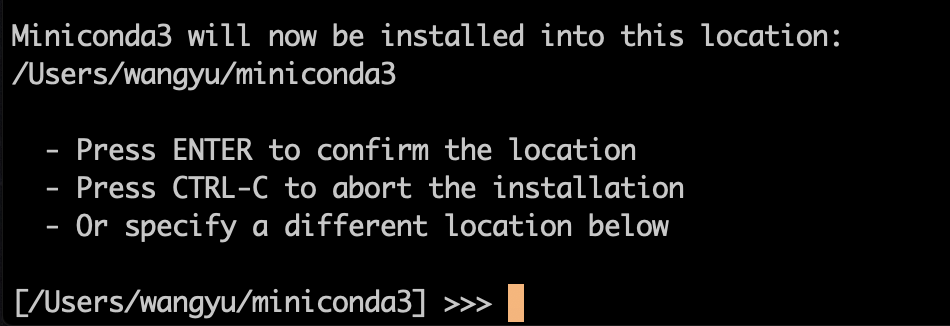 Miniconda3 will now be installed into this location:
/Users/wangyu/miniconda3
- Press ENTER to confirm the location
- Press CTRL-C to abort the installation
- Or specify a different location below
[/Users/wangyu/miniconda3] >>>